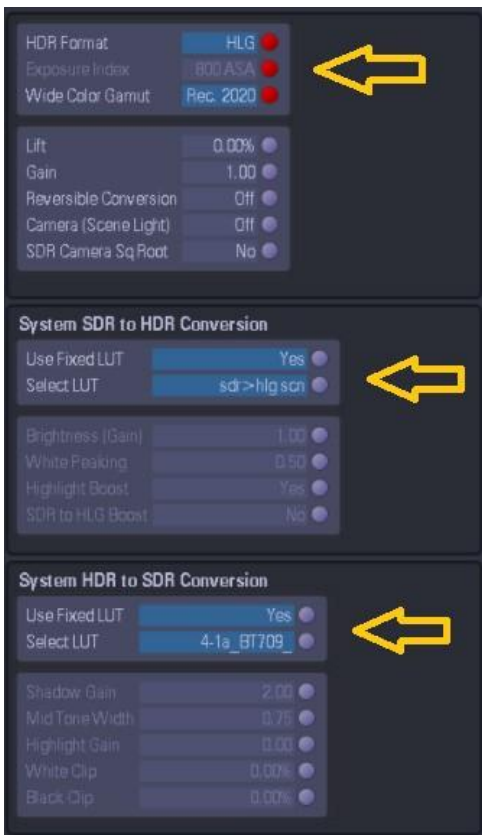 HDR Format HLG
Exposure Index 800 ASA
Wide Color Gamut Rec. 2020
Lift 0.00%
Gain 1.00
Reversible Conversion Off
Camera (Scene Light) Off
SDR Camera Sq Root No
System SDR to HDR Conversion
Use Fixed LUT Yes
Select LUT sdr>hlg scn
Brightness (Gain) 1.00
White Peaking 0.50
Highlight Boost Yes
SDR to HLG Boost No
System HDR to SDR Conversion
Use Fixed LUT Yes
Select LUT 4-1a_BT709_
Shadow Gain 2.00
Mid Tone Width 0.75
Highlight Gain 0.00
White Clip 0.00%
Black Clip 0.00%